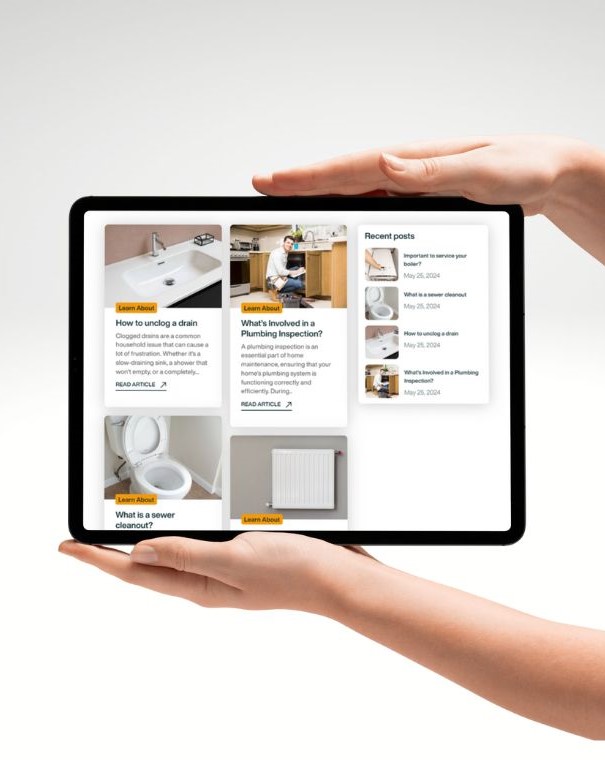 Learn About
How to unclog a drain
Clogged drains are a common
household issue that can cause a
lot of frustration. Whether it's a
slow-draining sink, a shower that
won't empty, or a completely...
READ ARTICLE
Learn About
What is a sewer
cleanout?
Learn About
What's Involved in a
Plumbing Inspection?
A plumbing inspection is an
essential part of home
maintenance, ensuring that your
home's plumbing system is
functioning correctly and
efficiently. During...
READ ARTICLE
Learn About
Recent posts
Important to service your
boiler?
May 25, 2024
What is a sewer cleanout
May 25, 2024
How to unclog a drain
May 25, 2024
What's Involved in a Plumbing
Inspection?
May 25, 2024